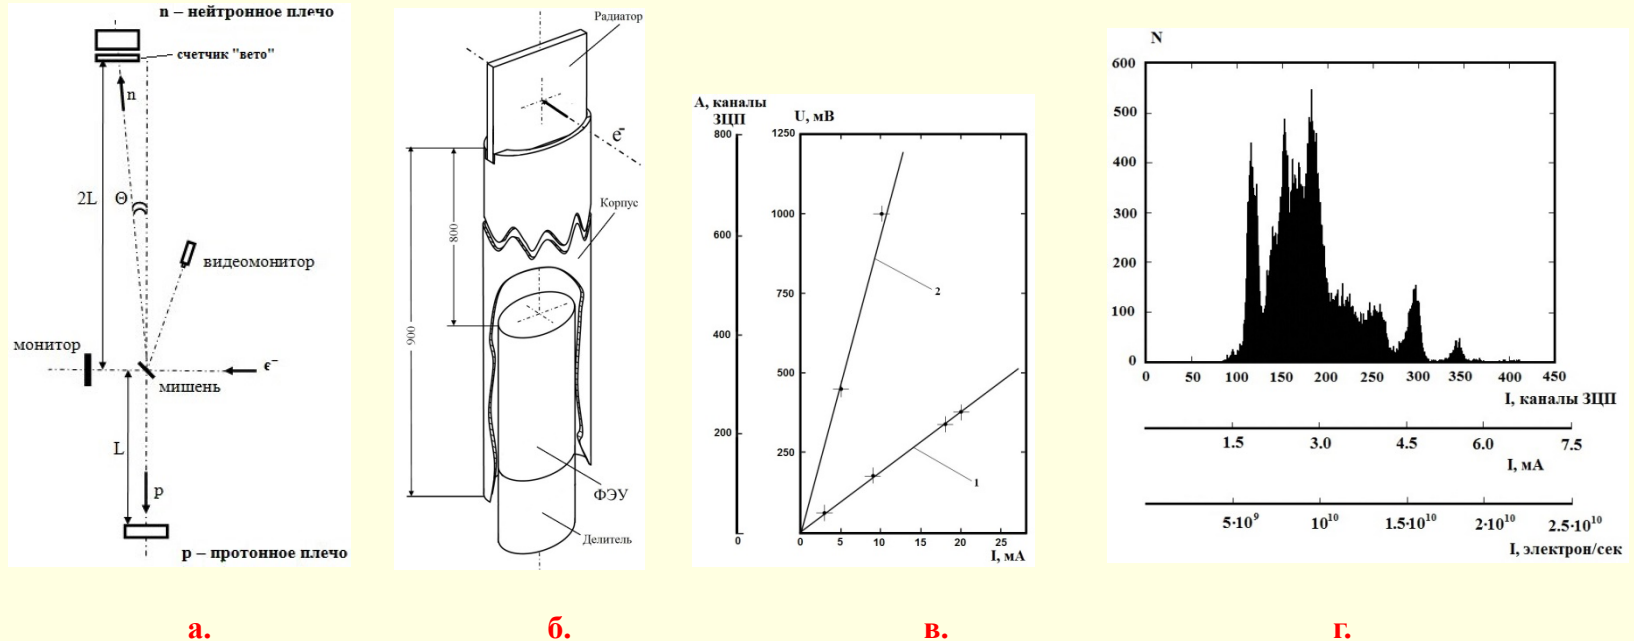 n – нейтронное плечо
счетчик "вето"
n
2L
Θ
видеомонитор
монитор
e⁻
мишень
L
p
p – протонное плечо
Радиатор
e⁻
Корпус
800
900
ФЭУ
Делитель
A, каналы
ЗЦП
U, мВ
800
600
400
200
0
1250
1000
750
500
250
2
1
0 5 10 15 20 25
I, мА
N
600
500
400
300
200
100
0
0 50 100 150 200 250 300 350 400 450
I, каналы ЗЦП
1.5 3.0 4.5 6.0 7.5
I, мА
5·10⁹ 10¹⁰ 1.5·10¹⁰ 2·10¹⁰ 2.5·10¹⁰
I, электрон/сек
а. б. в. г.